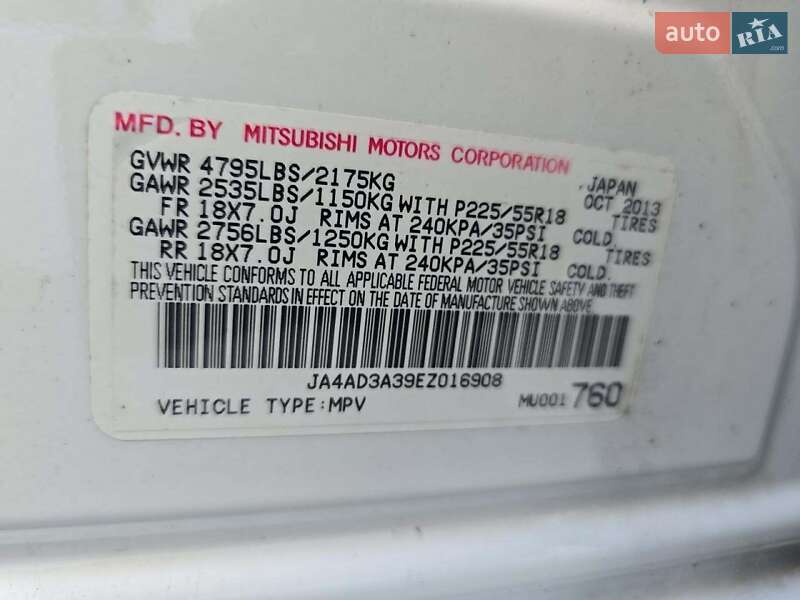 auto RIA
MFD. BY MITSUBISHI MOTORS CORPORATION
GVWR 4795LBS/2175KG JAPAN
GAWR 2535LBS/1150KG WITH P225/55R18 OCT 2013
FR 18X7.0J RIMS AT 240KPA/35PSI COLD. TIRES
GAWR 2756LBS/1250KG WITH P225/55R18 TIRES
RR 18X7.0J RIMS AT 240KPA/35PSI COLD.
THIS VEHICLE CONFORMS TO ALL APPLICABLE FEDERAL MOTOR VEHICLE SAFETY AND THEFT
PREVENTION STANDARDS IN EFFECT ON THE DATE OF MANUFACTURE SHOWN ABOVE.
JA4AD3A39EZ016908
VEHICLE TYPE:MPV MU001 760